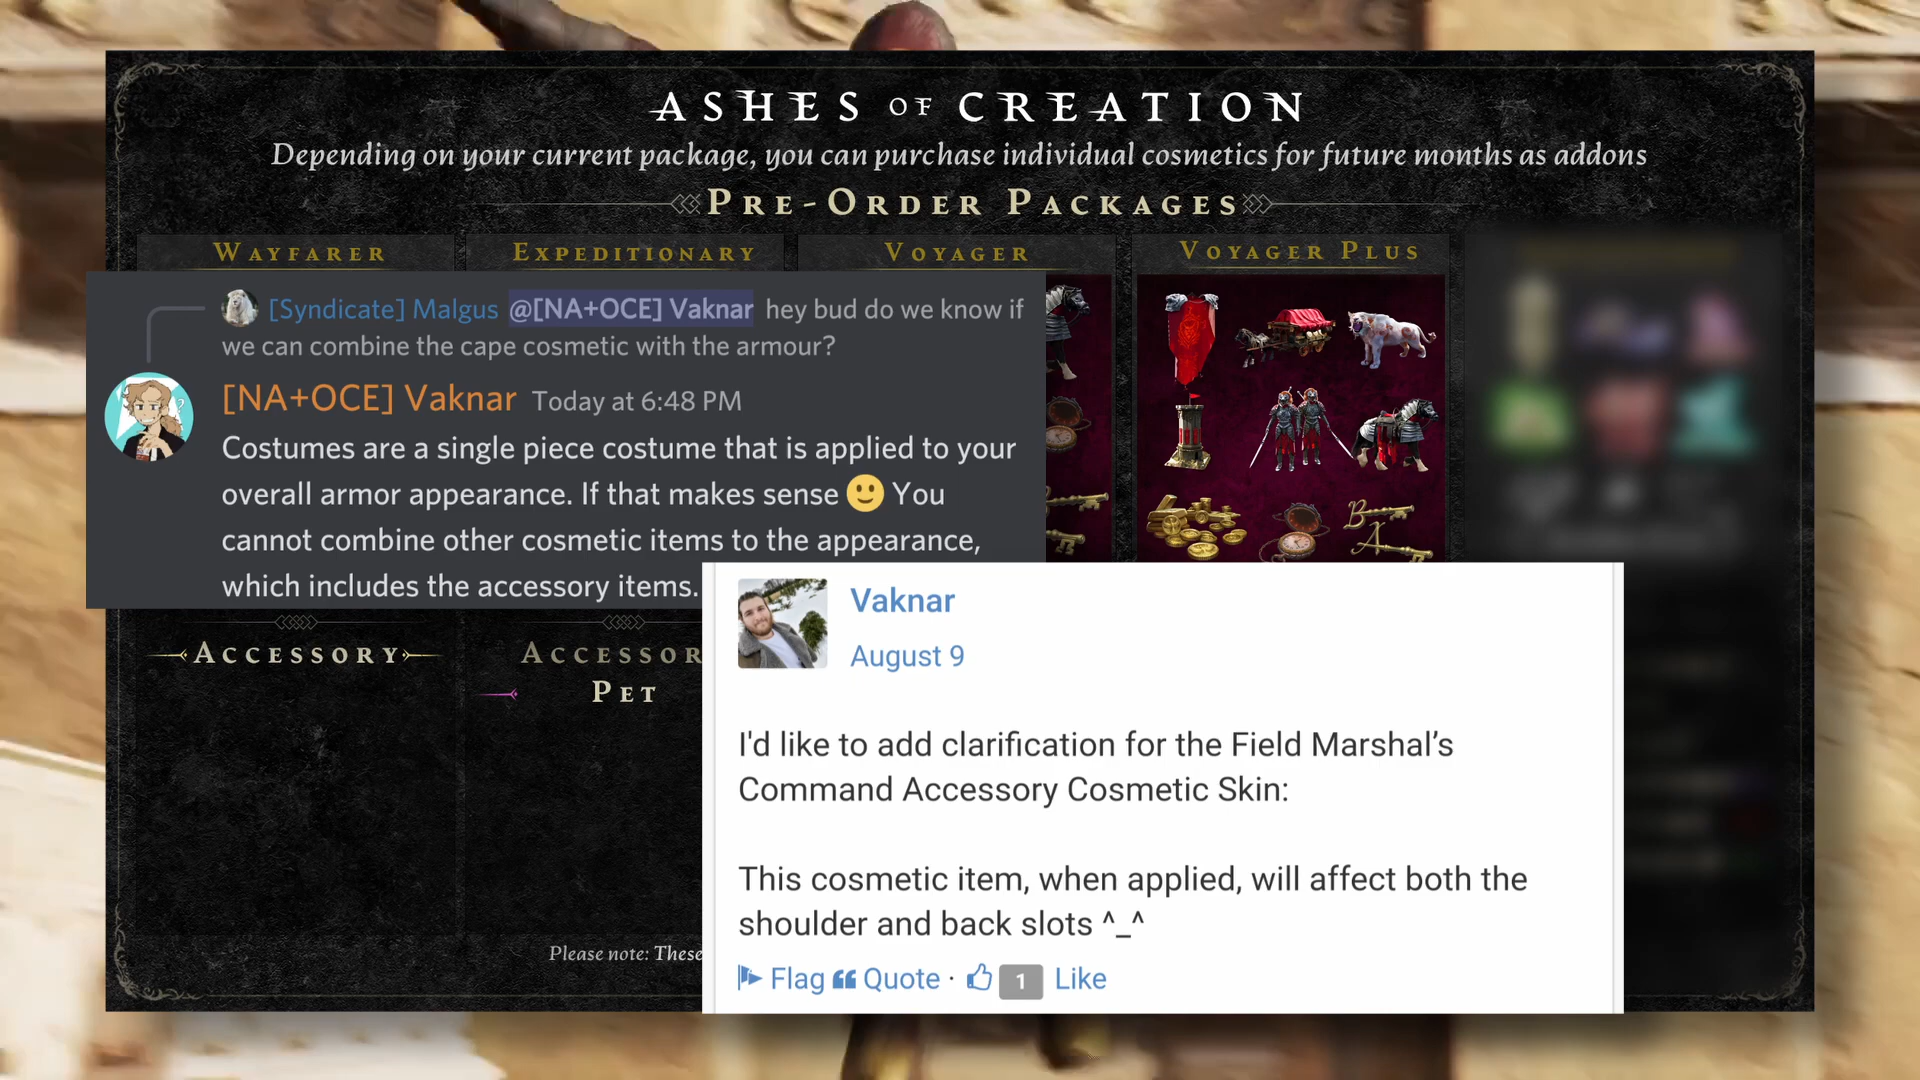 ASHES OF CREATION
Depending on your current package, you can purchase individual cosmetics for future months as addons
PRE-ORDER PACKAGES
WAYFARER
EXPEDITIONARY
VOYAGER
VOYAGER PLUS
[Syndicate] Malgus @[NA+OCE] Vaknar hey bud do we know if
we can combine the cape cosmetic with the armour?
[NA+OCE] Vaknar Today at 6:48 PM
Costumes are a single piece costume that is applied to your
overall armor appearance. If that makes sense 🙂 You
cannot combine other cosmetic items to the appearance,
which includes the accessory items.
ACCESSORY
ACCESSOR
PET
Please note: These
Vaknar
August 9
I'd like to add clarification for the Field Marshal’s
Command Accessory Cosmetic Skin:
This cosmetic item, when applied, will affect both the
shoulder and back slots ^_^
Flag Quote · 1 Like